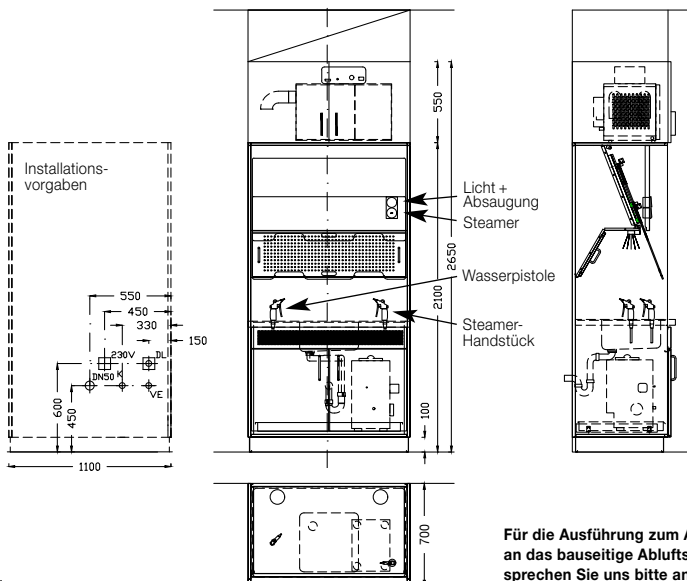 Installations-
vorgaben
550
450
330
150
230V
DL
DN50
K
VE
600
450
1100
550
2650
2100
100
700
Licht +
Absaugung
Steamer
Wasserpistole
Steamer-
Handstück
Für die Ausführung zum A
an das bauseitige Ablufts
sprechen Sie uns bitte an